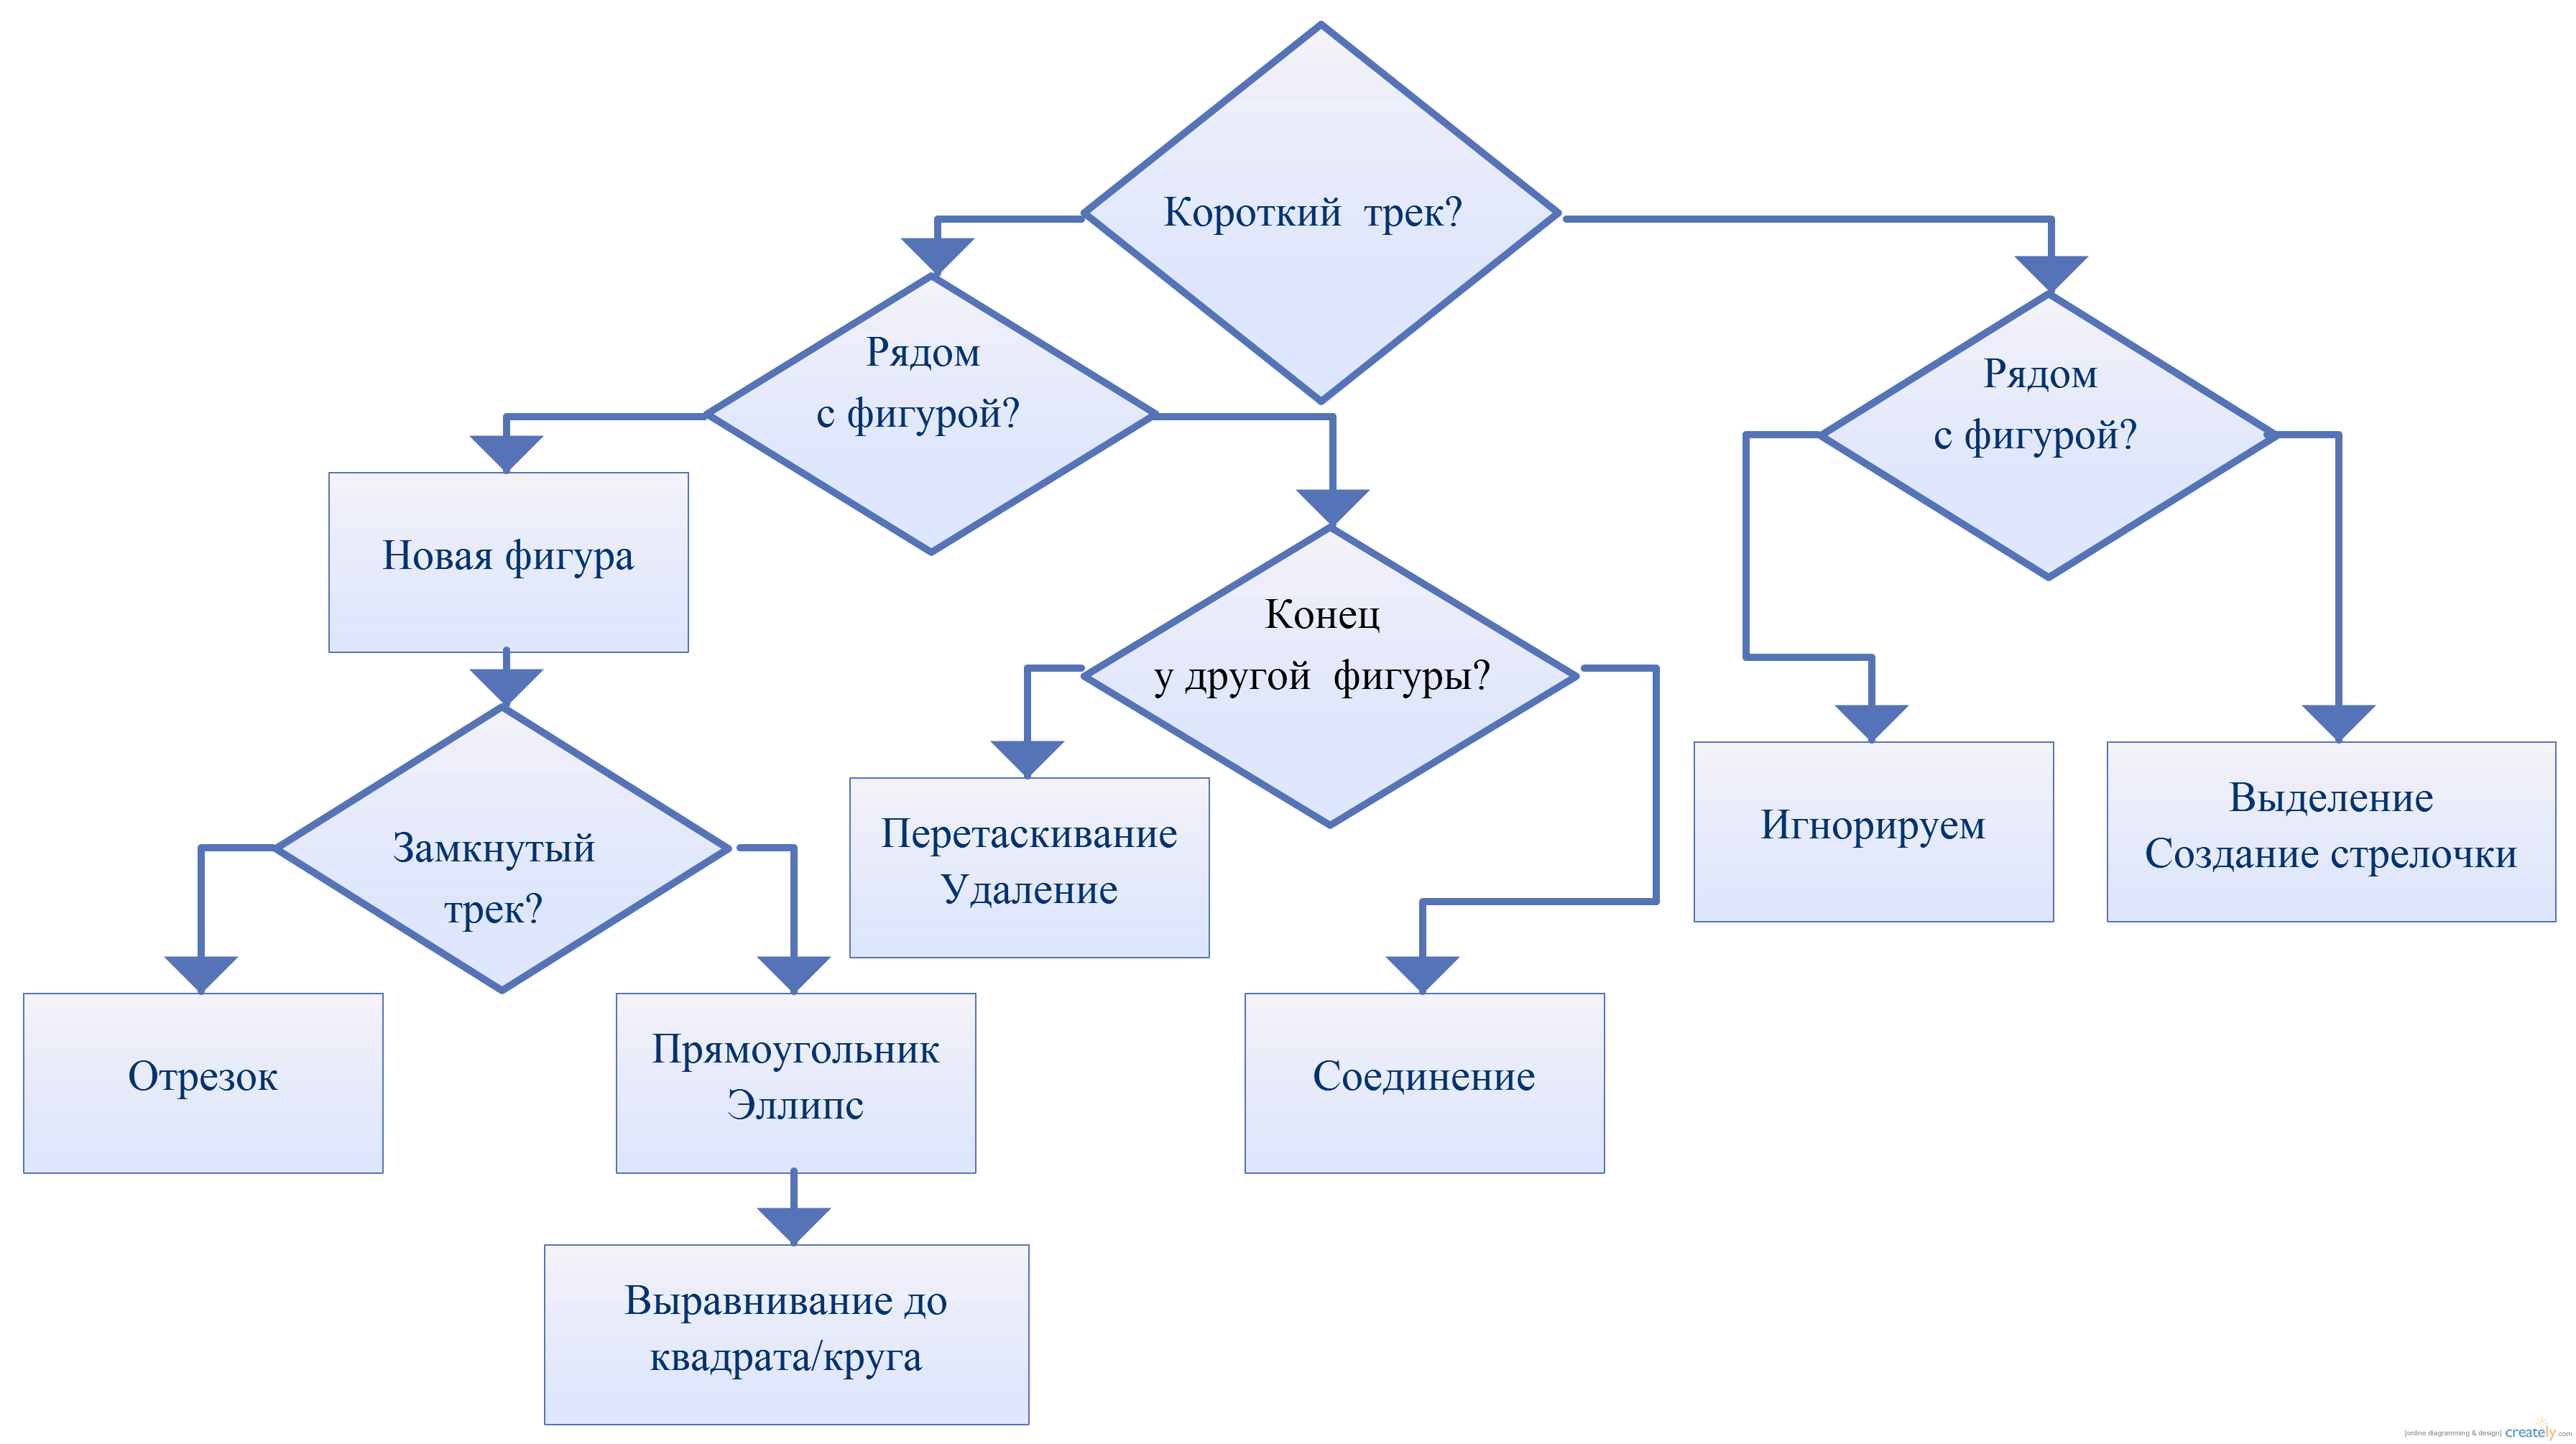 Короткий трек?
Рядом
с фигурой?
Рядом
с фигурой?
Новая фигура
Конец
у другой фигуры?
Замкнутый
трек?
Перетаскивание
Удаление
Игнорируем
Выделение
Создание стрелочки
Отрезок
Прямоугольник
Эллипс
Соединение
Выравнивание до
квадрата/круга
[online diagramming & design] creately.com